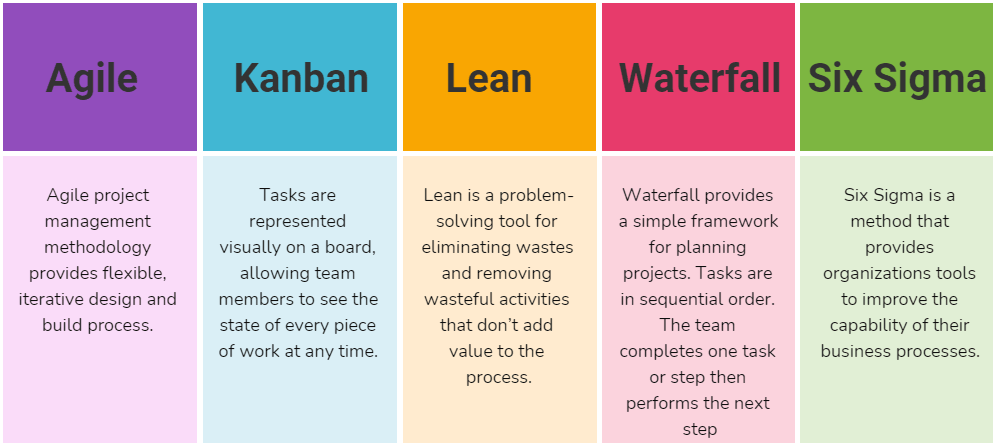 Agile
Kanban
Lean
Waterfall
Six Sigma
Agile project
management
methodology
provides flexible,
iterative design and
build process.
Tasks are
represented
visually on a board,
allowing team
members to see the
state of every piece
of work at any time.
Lean is a problem-
solving tool for
eliminating wastes
and removing
wasteful activities
that don’t add
value to the
process.
Waterfall provides
a simple framework
for planning
projects. Tasks are
in sequential order.
The team
completes one task
or step then
performs the next
step
Six Sigma is a
method that
provides
organizations tools
to improve the
capability of their
business processes.